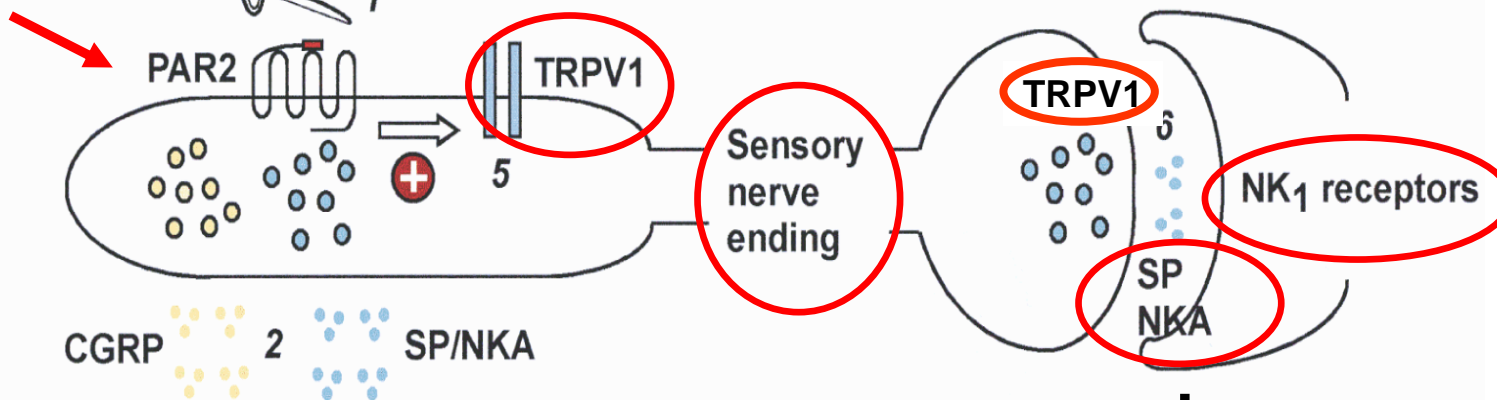 PAR2
TRPV1
5
Sensory
nerve
ending
TRPV1
6
NK1 receptors
SP
NKA
CGRP
2
SP/NKA